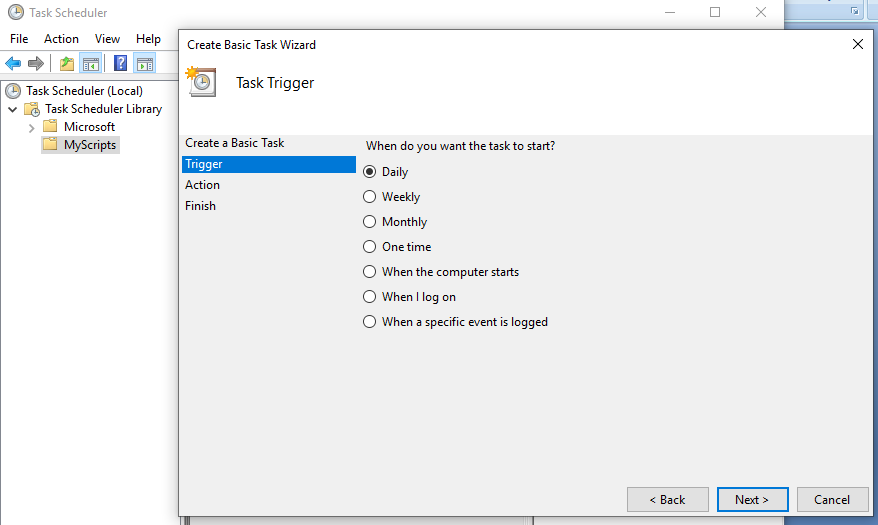 Task Scheduler
File Action View Help
Task Scheduler (Local)
Task Scheduler Library
Microsoft
MyScripts
Create Basic Task Wizard
Task Trigger
Create a Basic Task
Trigger
Action
Finish
When do you want the task to start?
Daily
Weekly
Monthly
One time
When the computer starts
When I log on
When a specific event is logged
< Back Next > Cancel